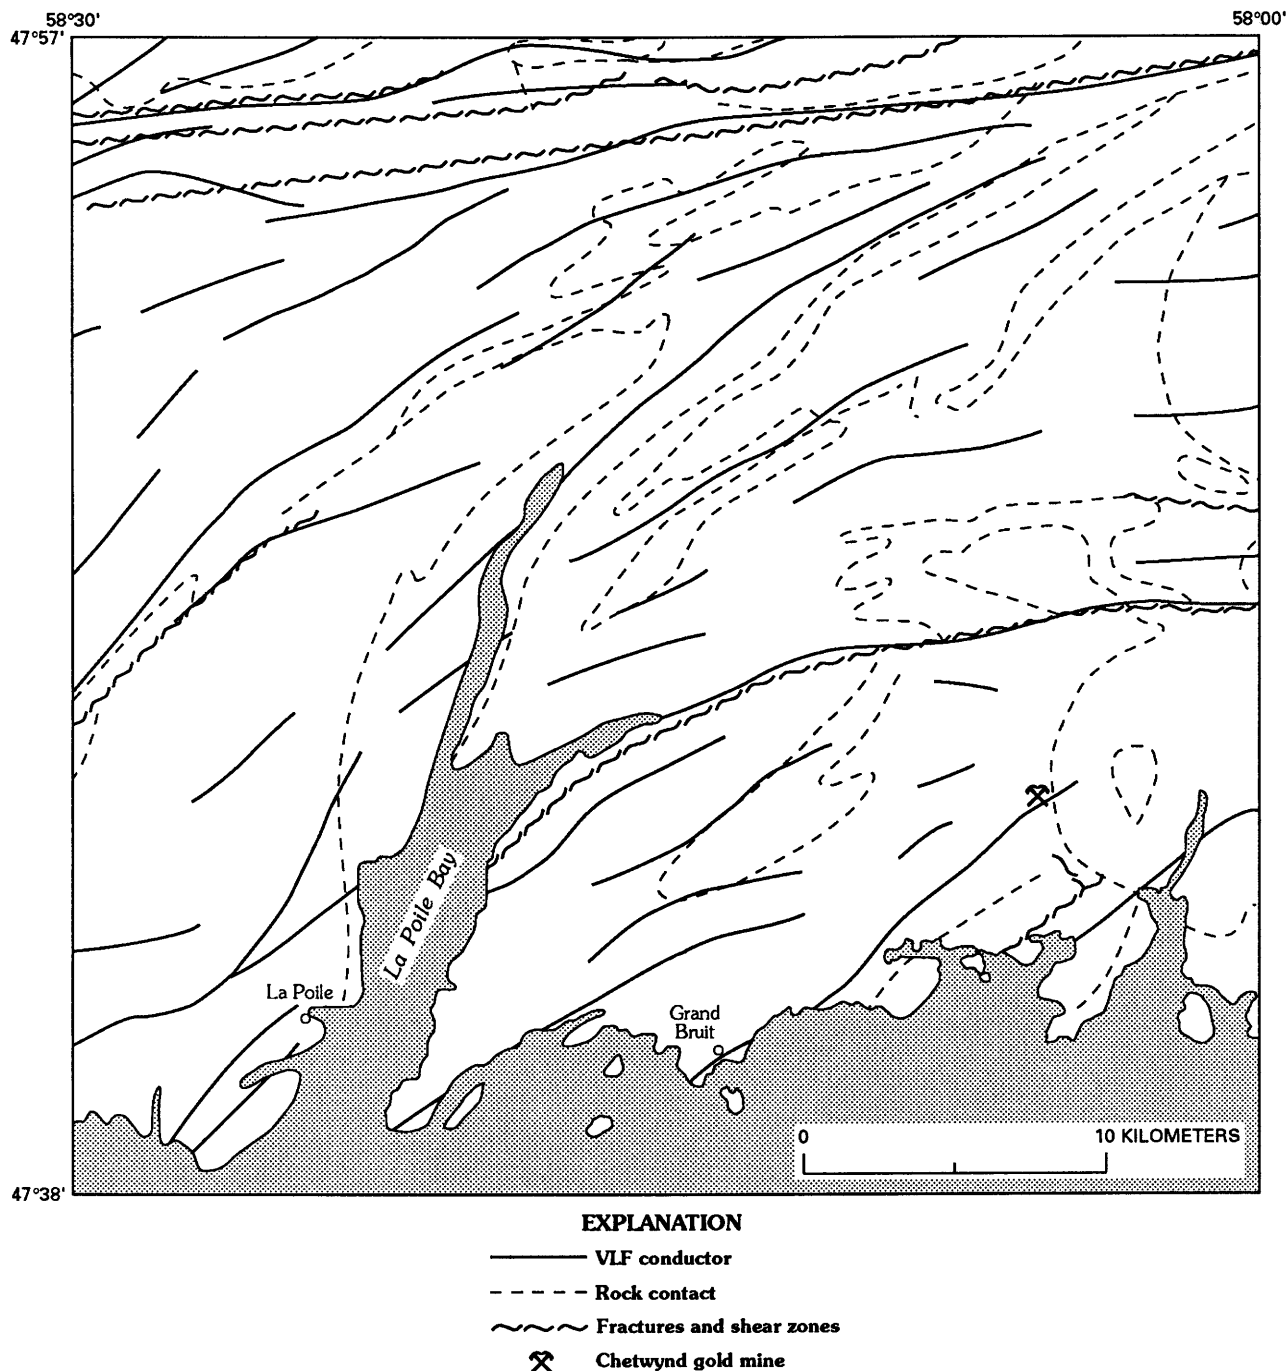 58°30'
58°00'
47°57'
La Poile Bay
La Poile
Grand
Bruit
0
10 KILOMETERS
47°38'
EXPLANATION
VLF conductor
Rock contact
Fractures and shear zones
Chetwynd gold mine